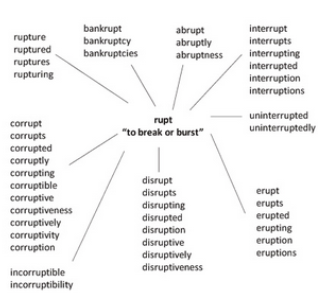 rupture
ruptured
ruptures
rupturing
bankrupt
bankruptcy
bankruptcies
abrupt
abruptly
abruptness
interrupt
interrupts
interrupting
interrupted
interruption
interruptions
rupt
"to break or burst"
uninterrupted
uninterruptedly
corrupt
corrupts
corrupted
corruptly
corrupting
corruptible
corruptive
corruptiveness
corruptively
corruptivity
corruption
incorruptible
incorruptibility
disrupt
disrupts
disrupting
disrupted
disruption
disruptive
disruptively
disruptiveness
erupt
erupts
erupted
erupting
eruption
eruptions